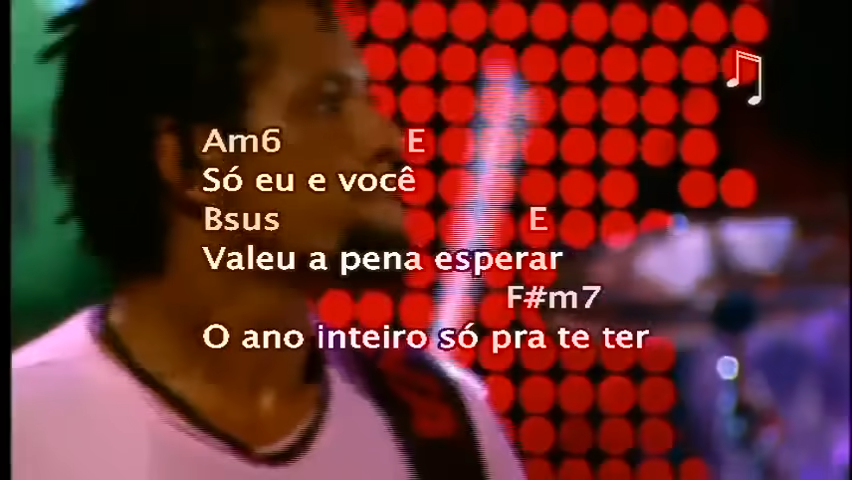 Am6 E
Só eu e você
Bsus E
Valeu a pena esperar
F#m7
O ano inteiro só pra te ter